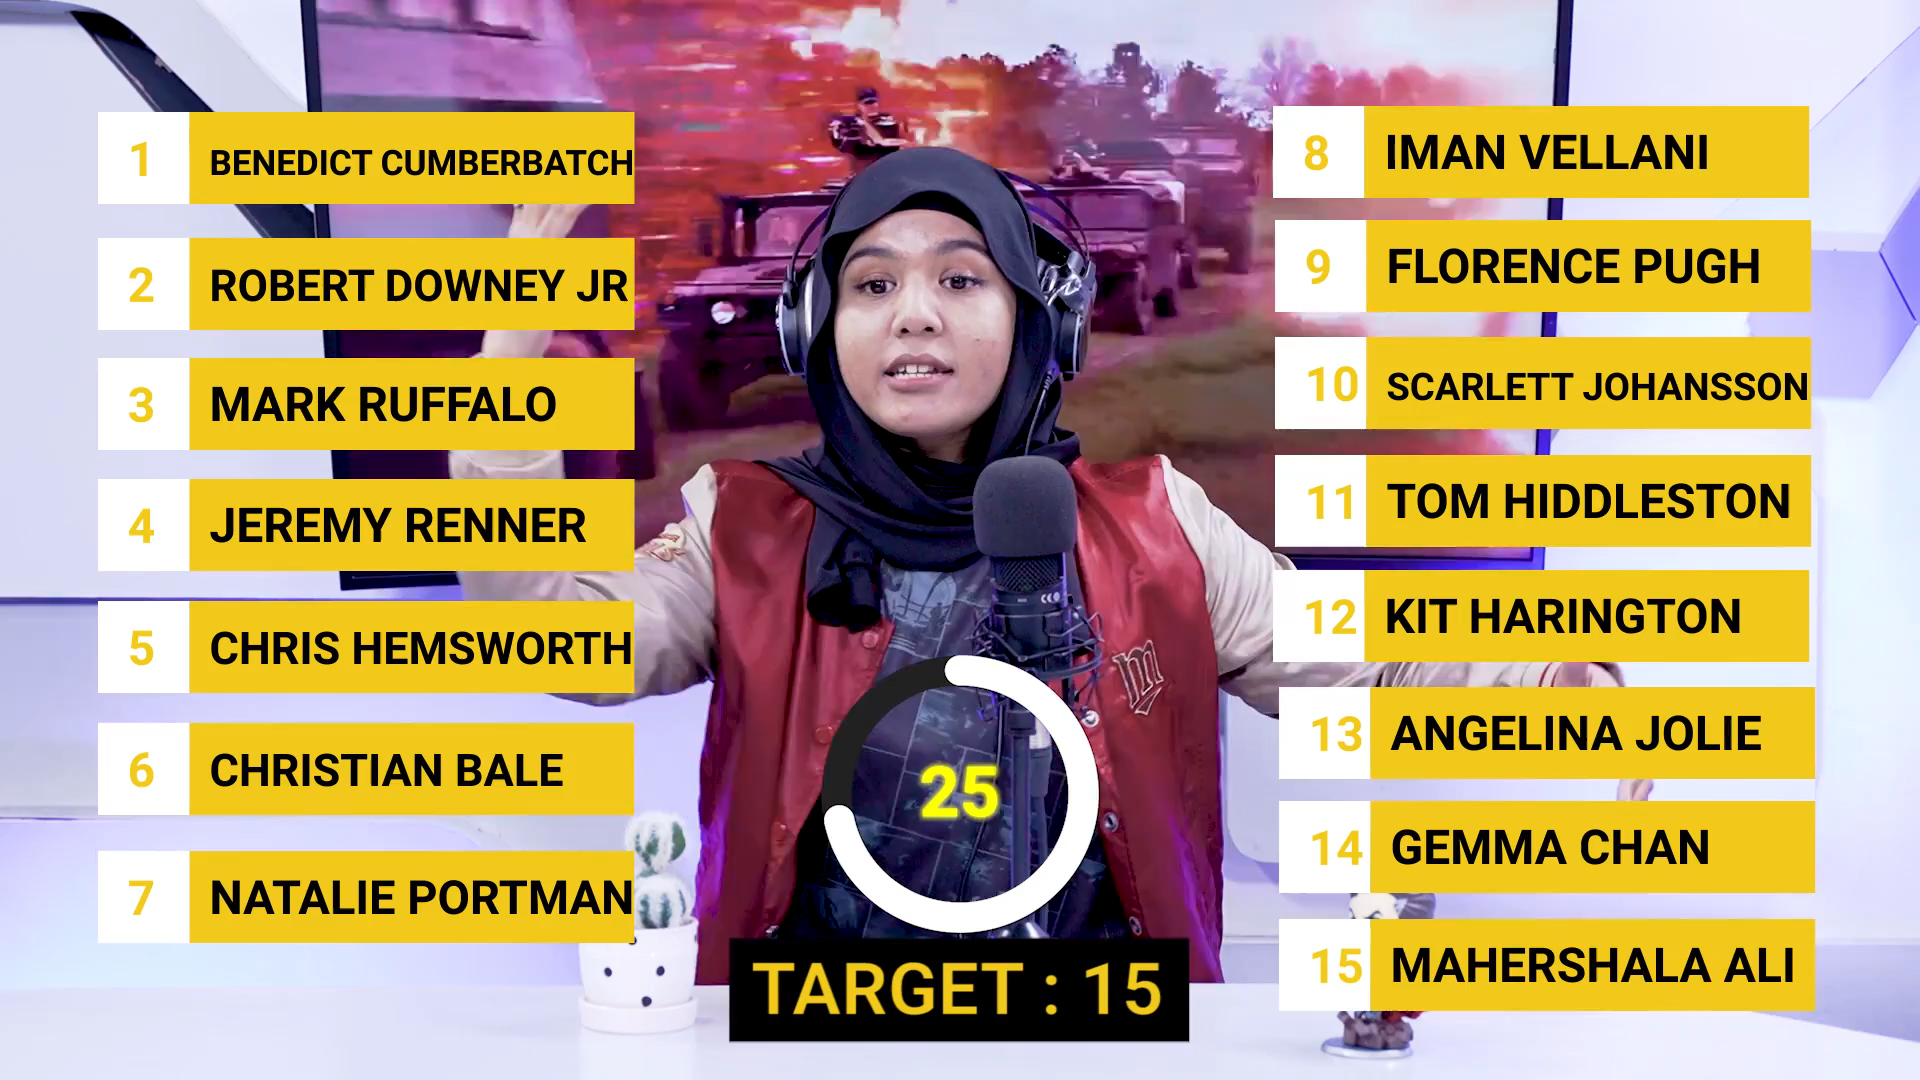 1 BENEDICT CUMBERBATCH
2 ROBERT DOWNEY JR
3 MARK RUFFALO
4 JEREMY RENNER
5 CHRIS HEMSWORTH
6 CHRISTIAN BALE
7 NATALIE PORTMAN
8 IMAN VELLANI
9 FLORENCE PUGH
10 SCARLETT JOHANSSON
11 TOM HIDDLESTON
12 KIT HARINGTON
13 ANGELINA JOLIE
14 GEMMA CHAN
15 MAHERSHALA ALI
25
TARGET : 15